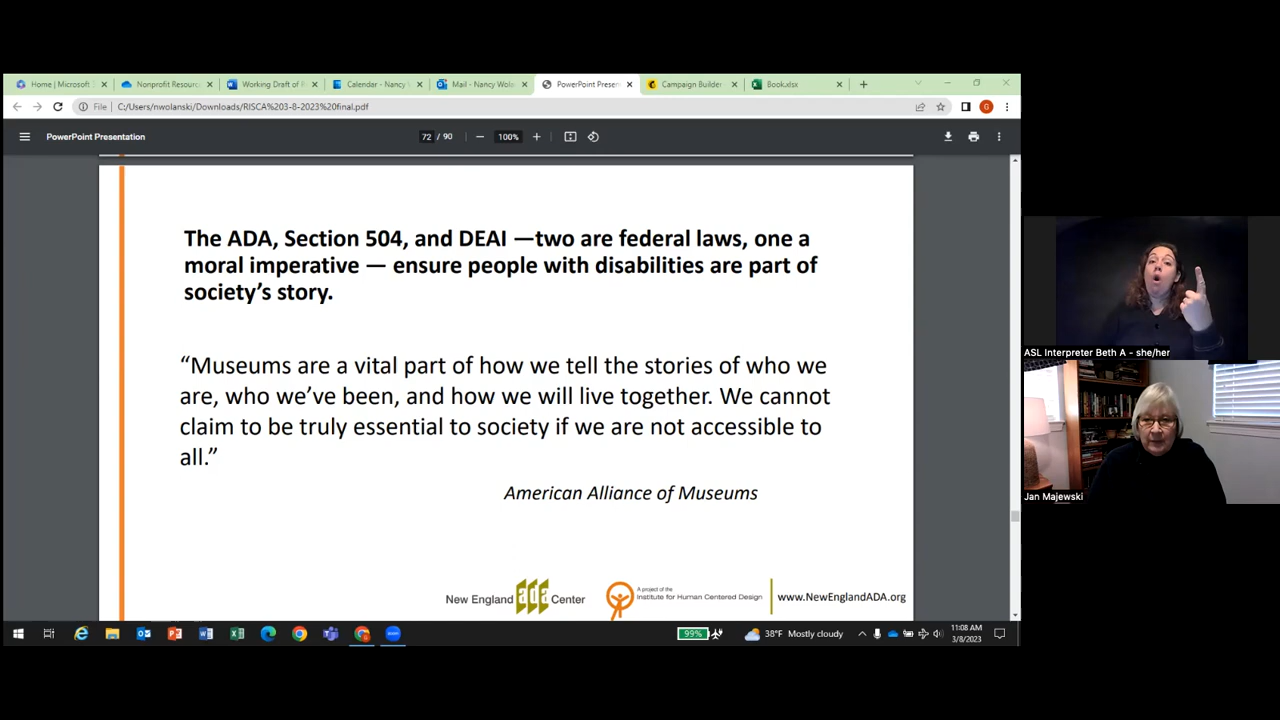 Home | Microsoft
Nonprofit Resourc
Working Draft of R
Calendar - Nancy W
Mail - Nancy Wola
PowerPoint Presen
Campaign Builder
Book.xlsx
File
C:/Users/nwolanski/Downloads/RISCA%203-8-2023%20final.pdf
G
PowerPoint Presentation
72 / 90
100%
The ADA, Section 504, and DEAI —two are federal laws, one a
moral imperative — ensure people with disabilities are part of
society’s story.
“Museums are a vital part of how we tell the stories of who we
are, who we’ve been, and how we will live together. We cannot
claim to be truly essential to society if we are not accessible to
all.”
American Alliance of Museums
New England ada Center
A project of the
Institute for Human Centered Design
www.NewEnglandADA.org
ASL Interpreter Beth A - she/her
Jan Majewski
99%
38°F Mostly cloudy
11:08 AM
3/8/2023